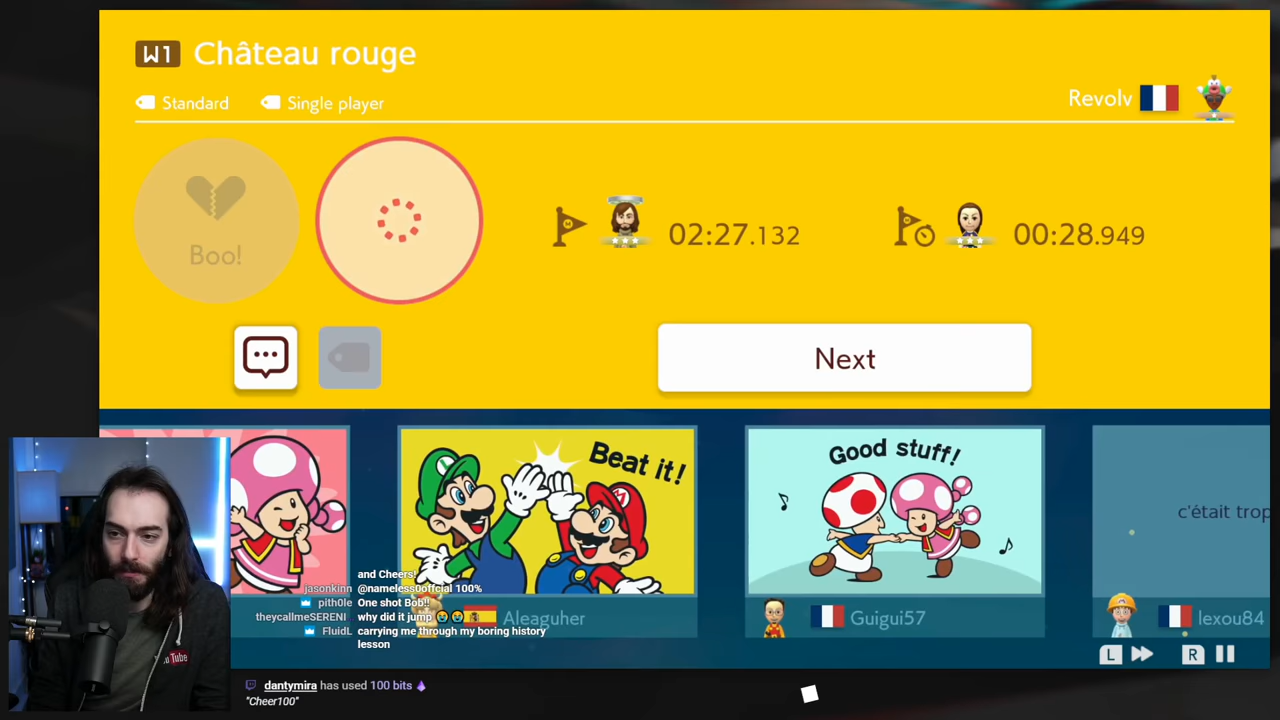 W1 Château rouge
Standard Single player
Revolv
Boo!
02:27.132
00:28.949
Next
Beat it!
Good stuff!
c'était trop
Aleaguher
Guigui57
lexou84
L R
and Cheers!
jasonkinn @nameless0offcial 100%
pith0le One shot Bob!!
theycallmeSERENI why did it jump 😭😭
FluidL carrying me through my boring history
lesson
YouTube
dantymira has used 100 bits
"Cheer100"